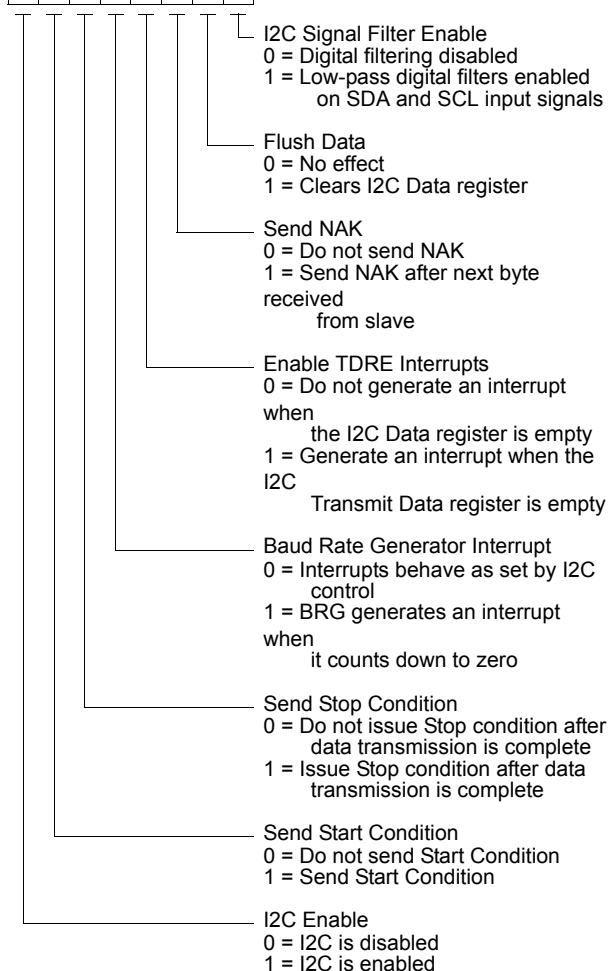 I2C Signal Filter Enable
0 = Digital filtering disabled
1 = Low-pass digital filters enabled
on SDA and SCL input signals
Flush Data
0 = No effect
1 = Clears I2C Data register
Send NAK
0 = Do not send NAK
1 = Send NAK after next byte
received
from slave
Enable TDRE Interrupts
0 = Do not generate an interrupt
when
the I2C Data register is empty
1 = Generate an interrupt when the
I2C
Transmit Data register is empty
Baud Rate Generator Interrupt
0 = Interrupts behave as set by I2C
control
1 = BRG generates an interrupt
when
it counts down to zero
Send Stop Condition
0 = Do not issue Stop condition after
data transmission is complete
1 = Issue Stop condition after data
transmission is complete
Send Start Condition
0 = Do not send Start Condition
1 = Send Start Condition
I2C Enable
0 = I2C is disabled
1 = I2C is enabled